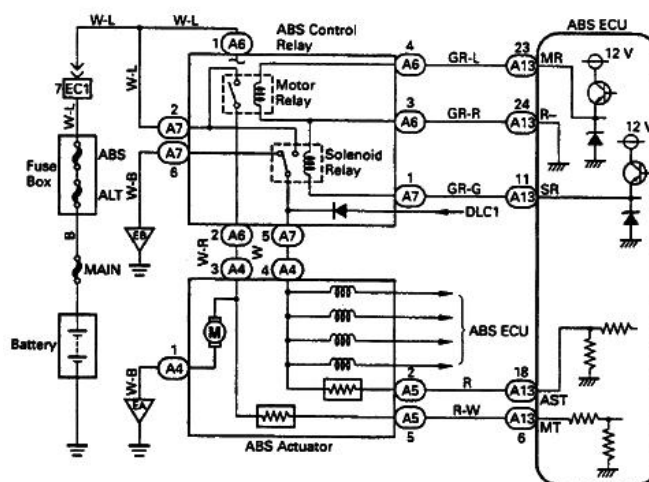 W-L W-L
ABS Control
Relay
ABS ECU
1 A6
4
A6
GR-L
23
A13
MR
12 V
7 EC1
W-L
W-L
Motor
Relay
2
A7
3
A6
GR-R
24
A13
R-
12 V
Fuse
Box
ABS
ALT
A7
6
Solenoid
Relay
1
A7
GR-G
11
A13
SR
W-B
DLC1
B
EB
2 A6
5 A7
W-R
W
MAIN
3 A4
4 A4
Battery
M
ABS ECU
1
A4
W-B
EA
2
A5
R
18
A13
AST
A5
5
R-W
A13
6
MT
ABS Actuator